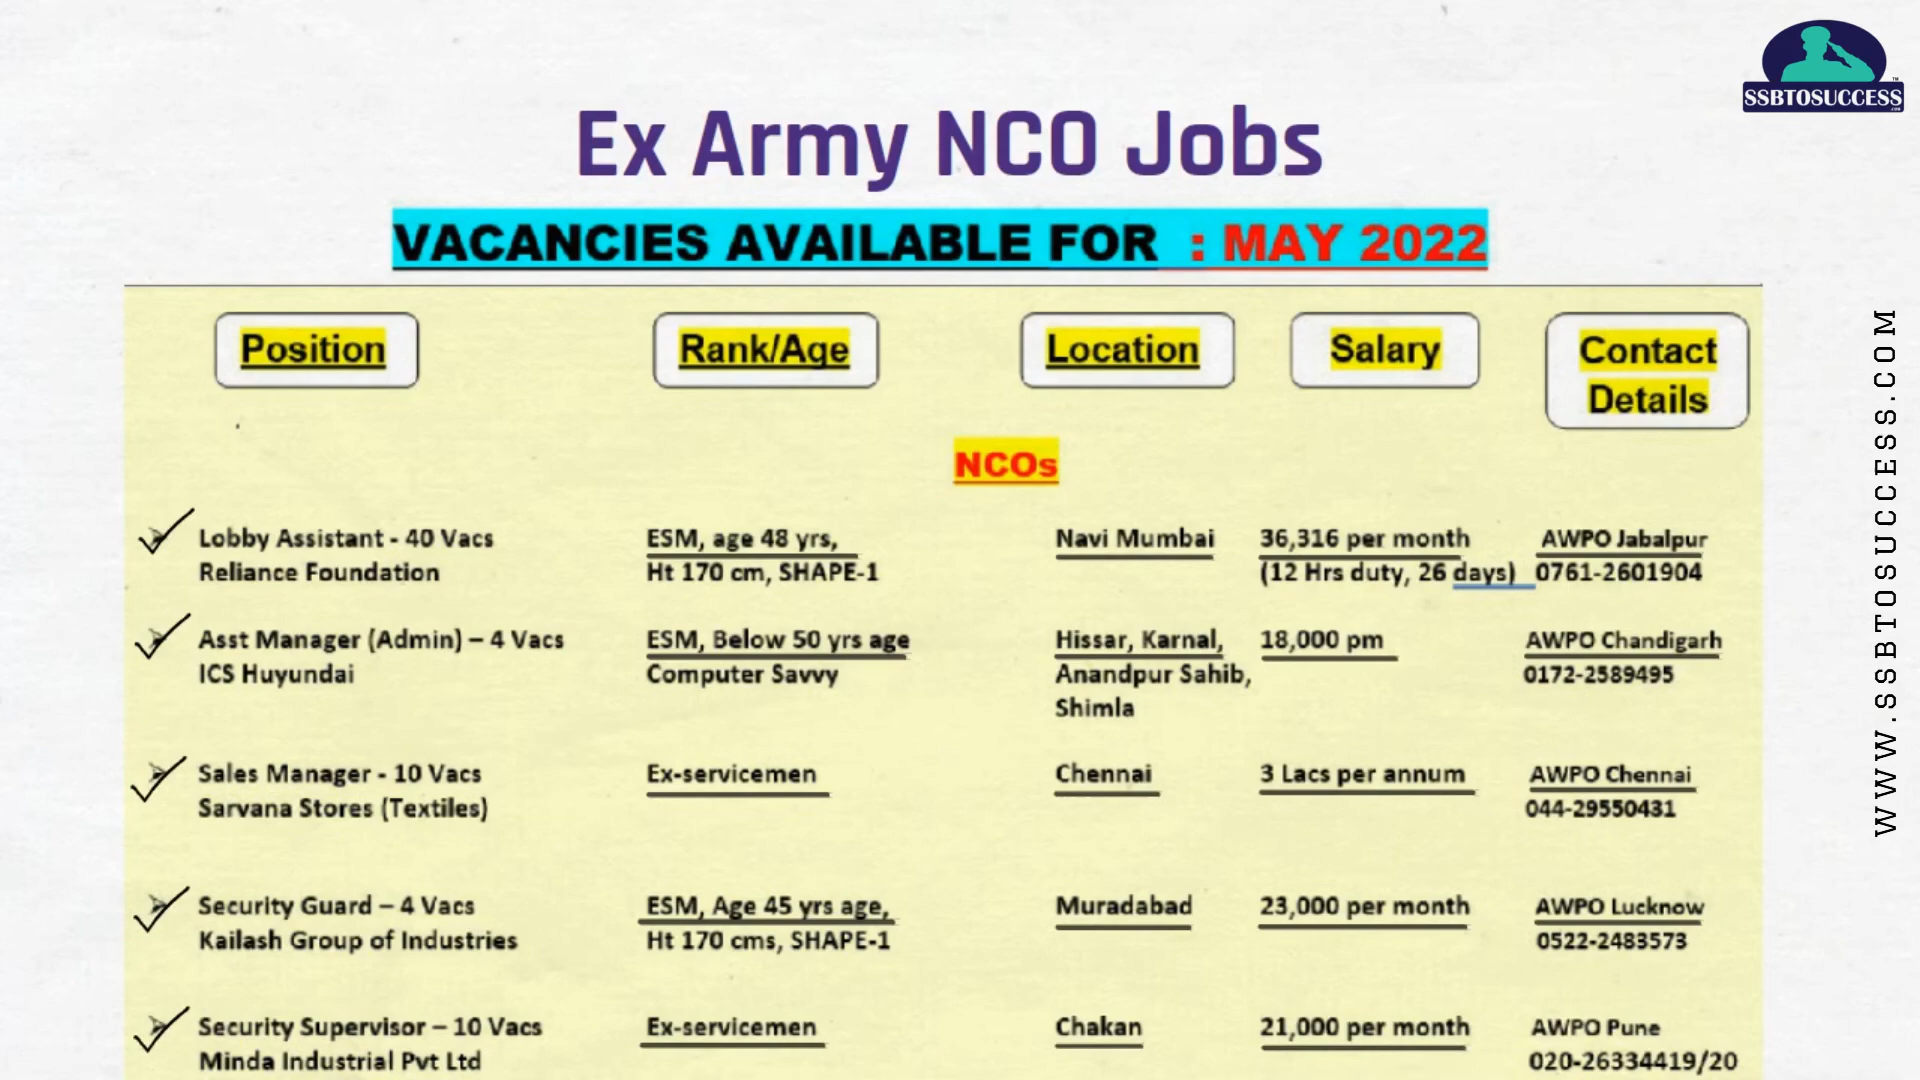 SSBTOSUCCESS
.com
Ex Army NCO Jobs
VACANCIES AVAILABLE FOR : MAY 2022
Position Rank/Age Location Salary Contact
Details
NCOs
Lobby Assistant - 40 Vacs ESM, age 48 yrs, Navi Mumbai 36,316 per month AWPO Jabalpur
Reliance Foundation Ht 170 cm, SHAPE-1 (12 Hrs duty, 26 days) 0761-2601904
Asst Manager (Admin) – 4 Vacs ESM, Below 50 yrs age Hissar, Karnal, 18,000 pm AWPO Chandigarh
ICS Huyundai Computer Savvy Anandpur Sahib, 0172-2589495
Shimla
Sales Manager - 10 Vacs Ex-servicemen Chennai 3 Lacs per annum AWPO Chennai
Sarvana Stores (Textiles) 044-29550431
Security Guard – 4 Vacs ESM, Age 45 yrs age, Muradabad 23,000 per month AWPO Lucknow
Kailash Group of Industries Ht 170 cms, SHAPE-1 0522-2483573
Security Supervisor – 10 Vacs Ex-servicemen Chakan 21,000 per month AWPO Pune
Minda Industrial Pvt Ltd 020-26334419/20
WWW.SSBTOSUCCESS.COM